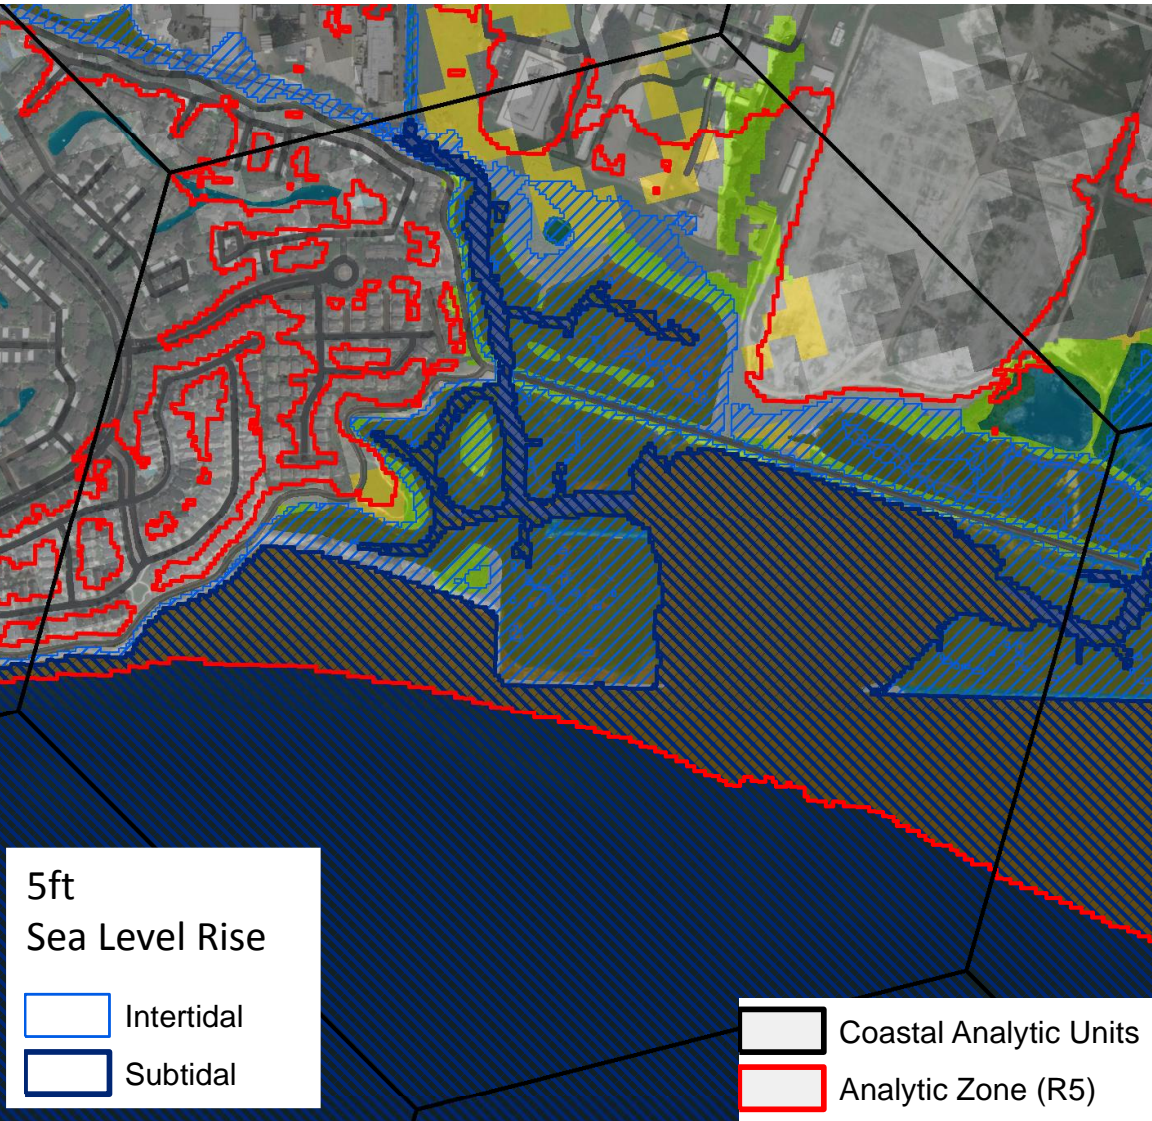 5ft
Sea Level Rise
Intertidal
Subtidal
Coastal Analytic Units
Analytic Zone (R5)